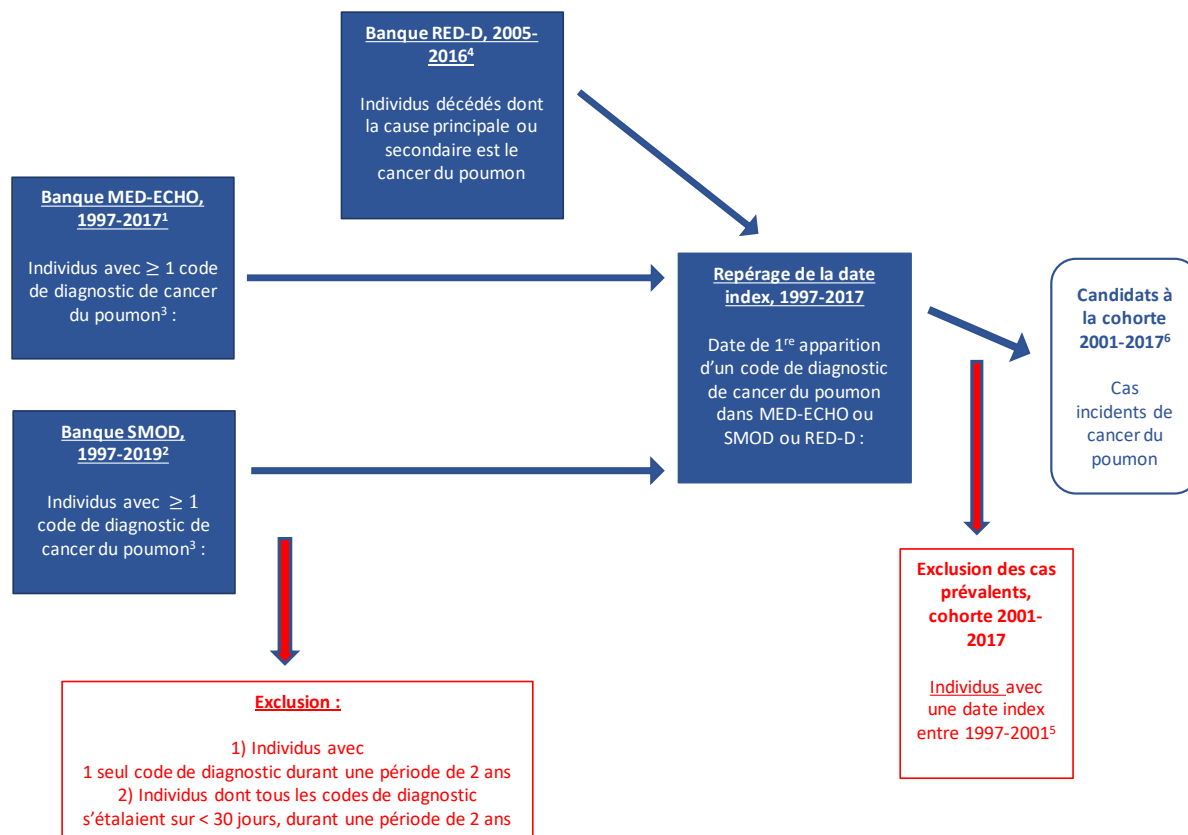 Banque RED-D, 2005-
2016⁴
Individus décédés dont
la cause principale ou
secondaire est le
cancer du poumon
Banque MED-ECHO,
1997-2017¹
Individus avec ≥ 1 code
de diagnostic de cancer
du poumon³ :
Banque SMOD,
1997-2019²
Individus avec ≥ 1
code de diagnostic de
cancer du poumon³ :
Repérage de la date
index, 1997-2017
Date de 1ʳᵉ apparition
d'un code de diagnostic
de cancer du poumon
dans MED-ECHO ou
SMOD ou RED-D :
Candidats à
la cohorte
2001-2017⁶
Cas
incidents de
cancer du
poumon
Exclusion des cas
prévalents,
cohorte 2001-
2017
Individus avec
une date index
entre 1997-2001⁵
Exclusion :
1) Individus avec
1 seul code de diagnostic durant une période de 2 ans
2) Individus dont tous les codes de diagnostic
s'étalaient sur < 30 jours, durant une période de 2 ans